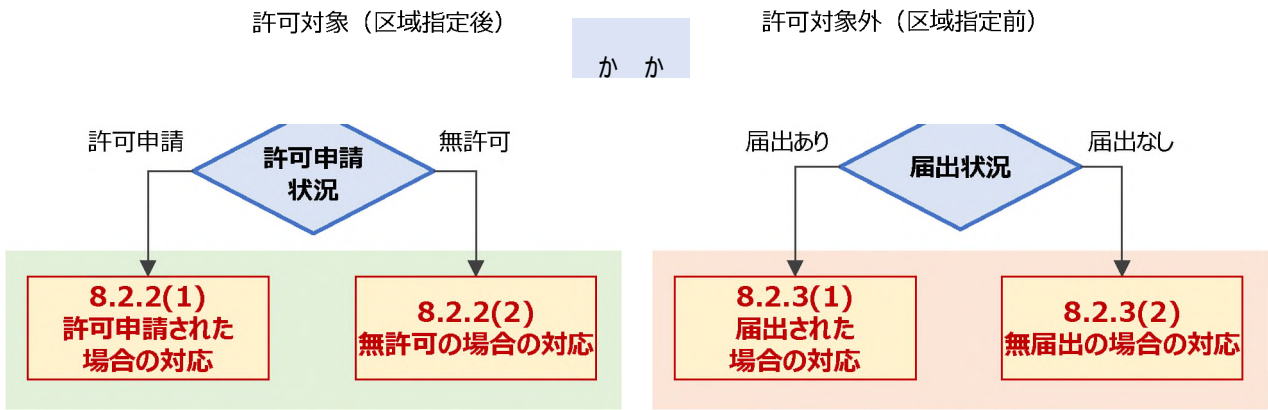 許可対象（区域指定後）
許可対象外（区域指定前）
か か
許可申請
許可申請
状況
無許可
届出あり
届出状況
届出なし
8.2.2(1)
許可申請された
場合の対応
8.2.2(2)
無許可の場合の対応
8.2.3(1)
届出された
場合の対応
8.2.3(2)
無届出の場合の対応